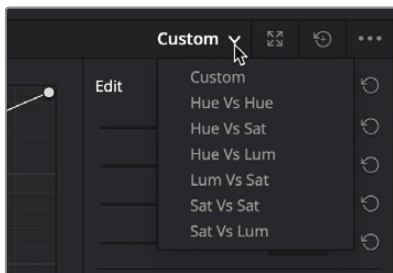 Custom
Edit
Custom
Hue Vs Hue
Hue Vs Sat
Hue Vs Lum
Lum Vs Sat
Sat Vs Sat
Sat Vs Lum